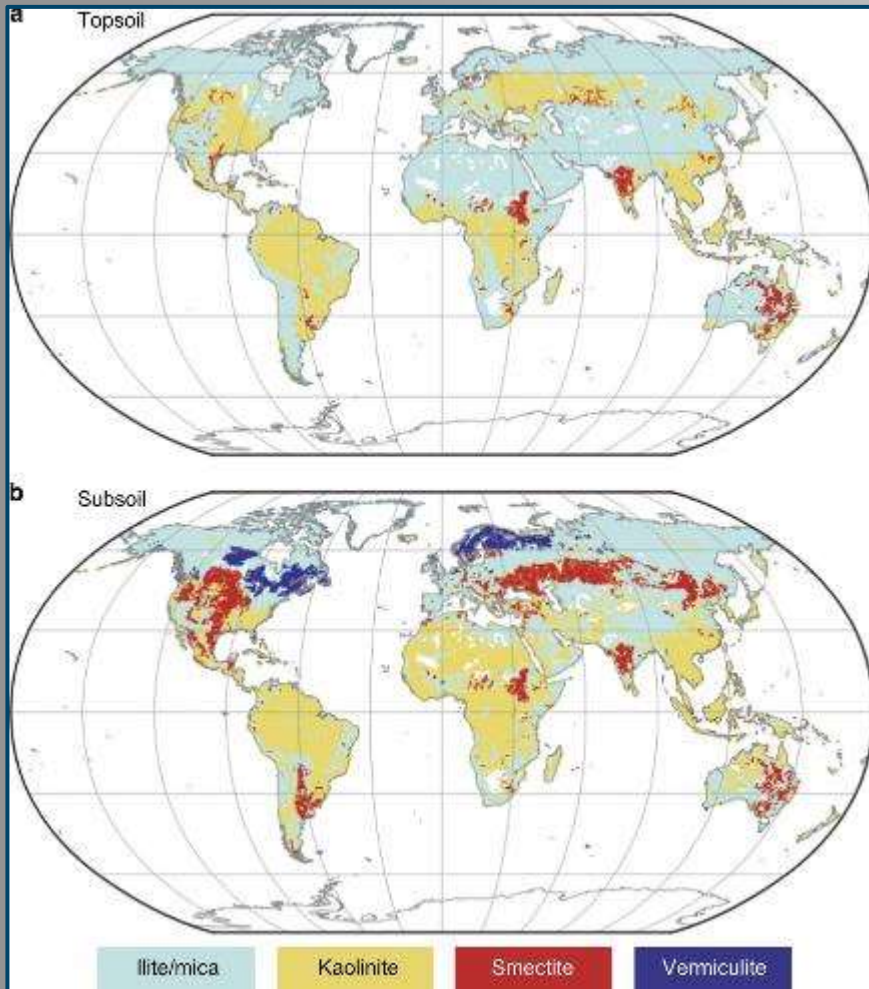 a
Topsoil
b
Subsoil
Ilite/mica
Kaolinite
Smectite
Vermiculite